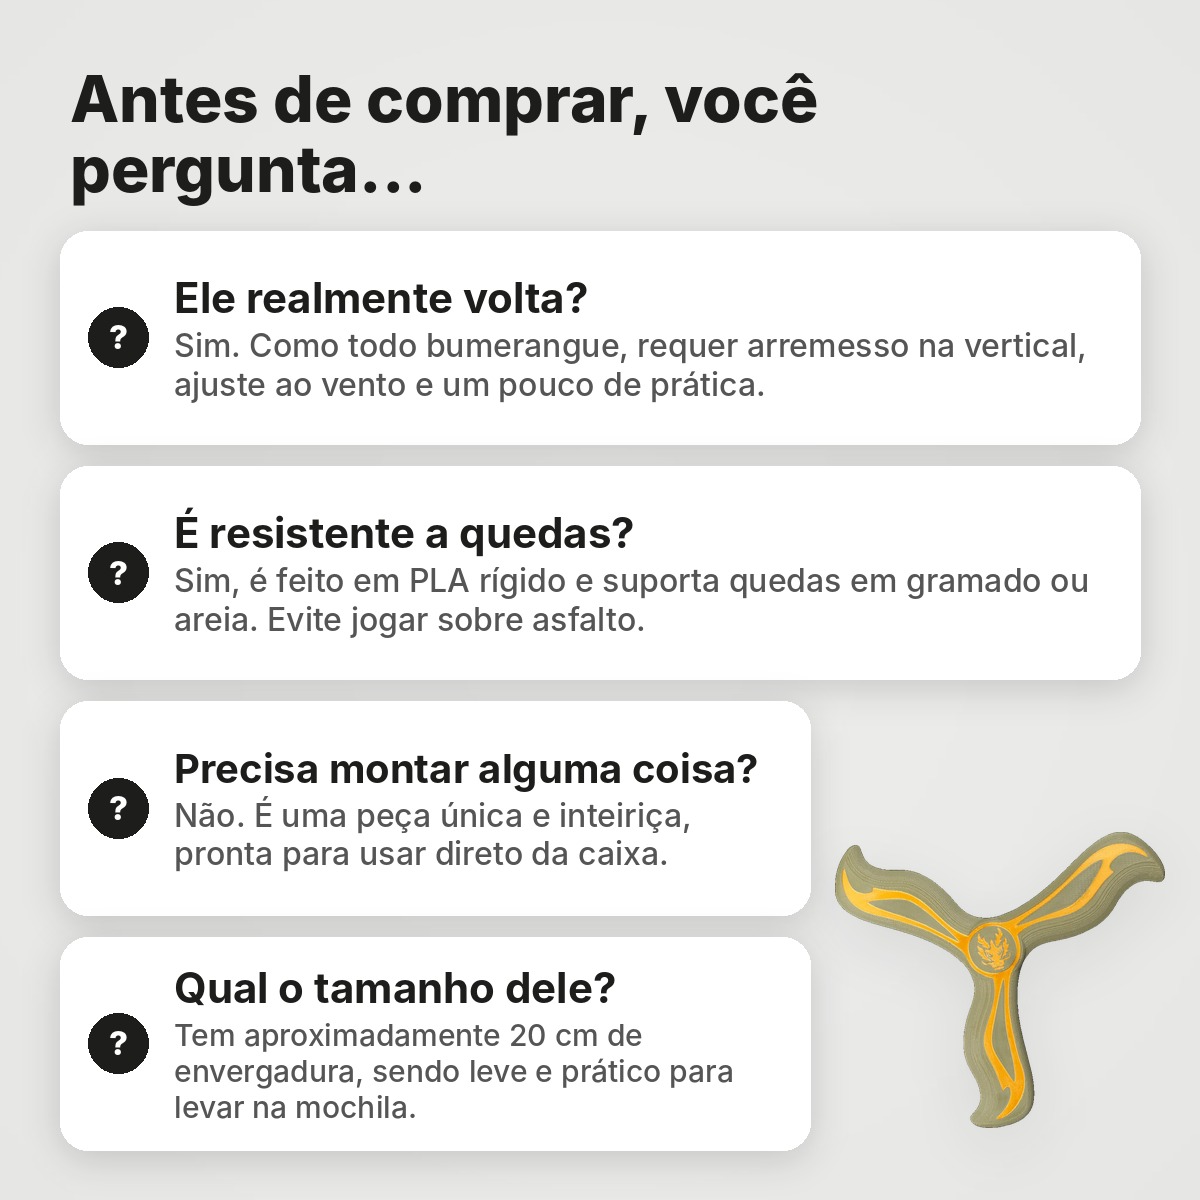 Antes de comprar, você
pergunta...
?
Ele realmente volta?
Sim. Como todo bumerangue, requer arremesso na vertical,
ajuste ao vento e um pouco de prática.
?
É resistente a quedas?
Sim, é feito em PLA rígido e suporta quedas em gramado ou
areia. Evite jogar sobre asfalto.
?
Precisa montar alguma coisa?
Não. É uma peça única e inteiriça,
pronta para usar direto da caixa.
?
Qual o tamanho dele?
Tem aproximadamente 20 cm de
envergadura, sendo leve e prático para
levar na mochila.